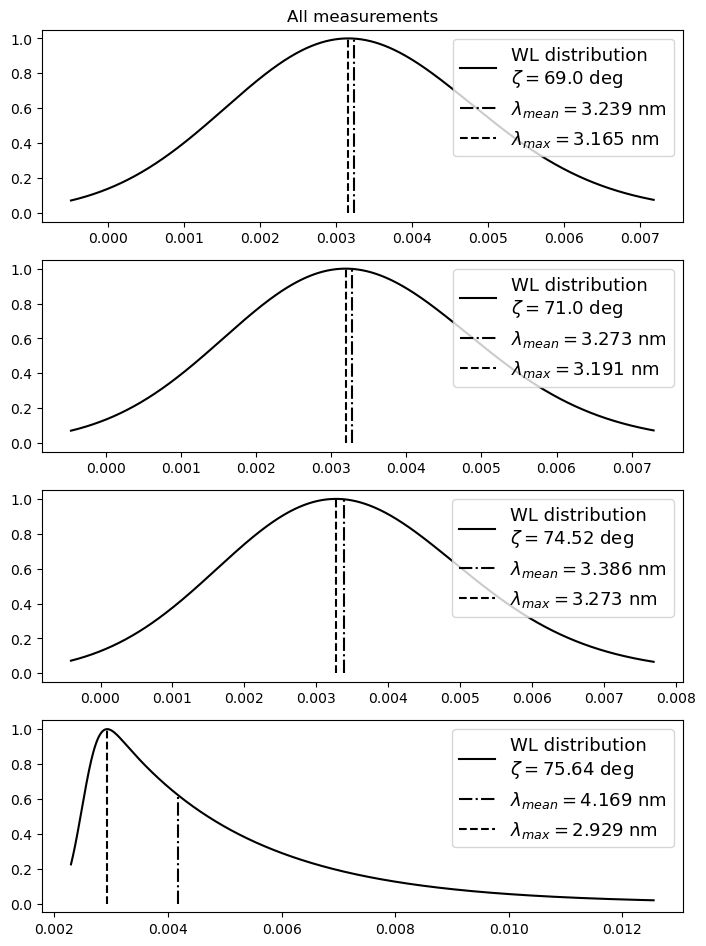 All measurements
1.0
0.8
0.6
0.4
0.2
0.0
WL distribution
ζ = 69.0 deg
λmean = 3.239 nm
λmax = 3.165 nm
0.000 0.001 0.002 0.003 0.004 0.005 0.006 0.007
1.0
0.8
0.6
0.4
0.2
0.0
WL distribution
ζ = 71.0 deg
λmean = 3.273 nm
λmax = 3.191 nm
0.000 0.001 0.002 0.003 0.004 0.005 0.006 0.007
1.0
0.8
0.6
0.4
0.2
0.0
WL distribution
ζ = 74.52 deg
λmean = 3.386 nm
λmax = 3.273 nm
0.000 0.001 0.002 0.003 0.004 0.005 0.006 0.007 0.008
1.0
0.8
0.6
0.4
0.2
0.0
WL distribution
ζ = 75.64 deg
λmean = 4.169 nm
λmax = 2.929 nm
0.002 0.004 0.006 0.008 0.010 0.012